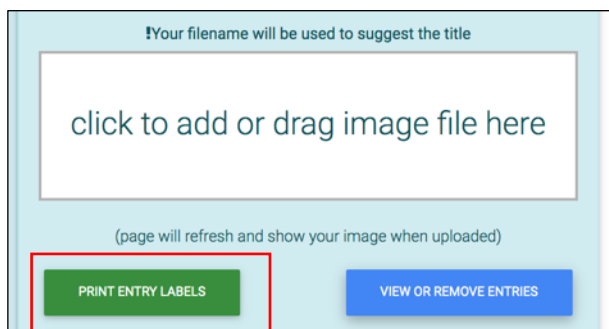 !Your filename will be used to suggest the title
click to add or drag image file here
(page will refresh and show your image when uploaded)
PRINT ENTRY LABELS
VIEW OR REMOVE ENTRIES